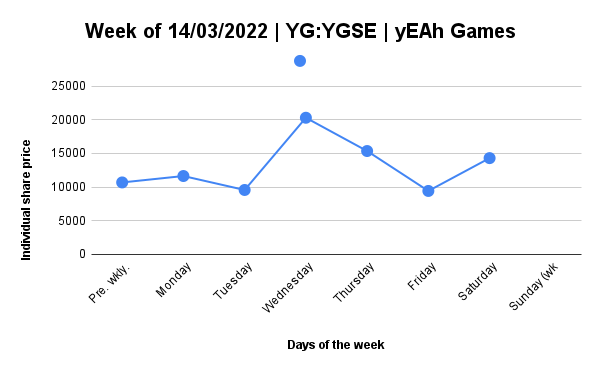 Week of 14/03/2022 | YG:YGSE | yEAh Games
25000
20000
15000
10000
5000
0
Individual share price
Pre. wkly.
Monday
Tuesday
Wednesday
Thursday
Friday
Saturday
Sunday (wk
Days of the week